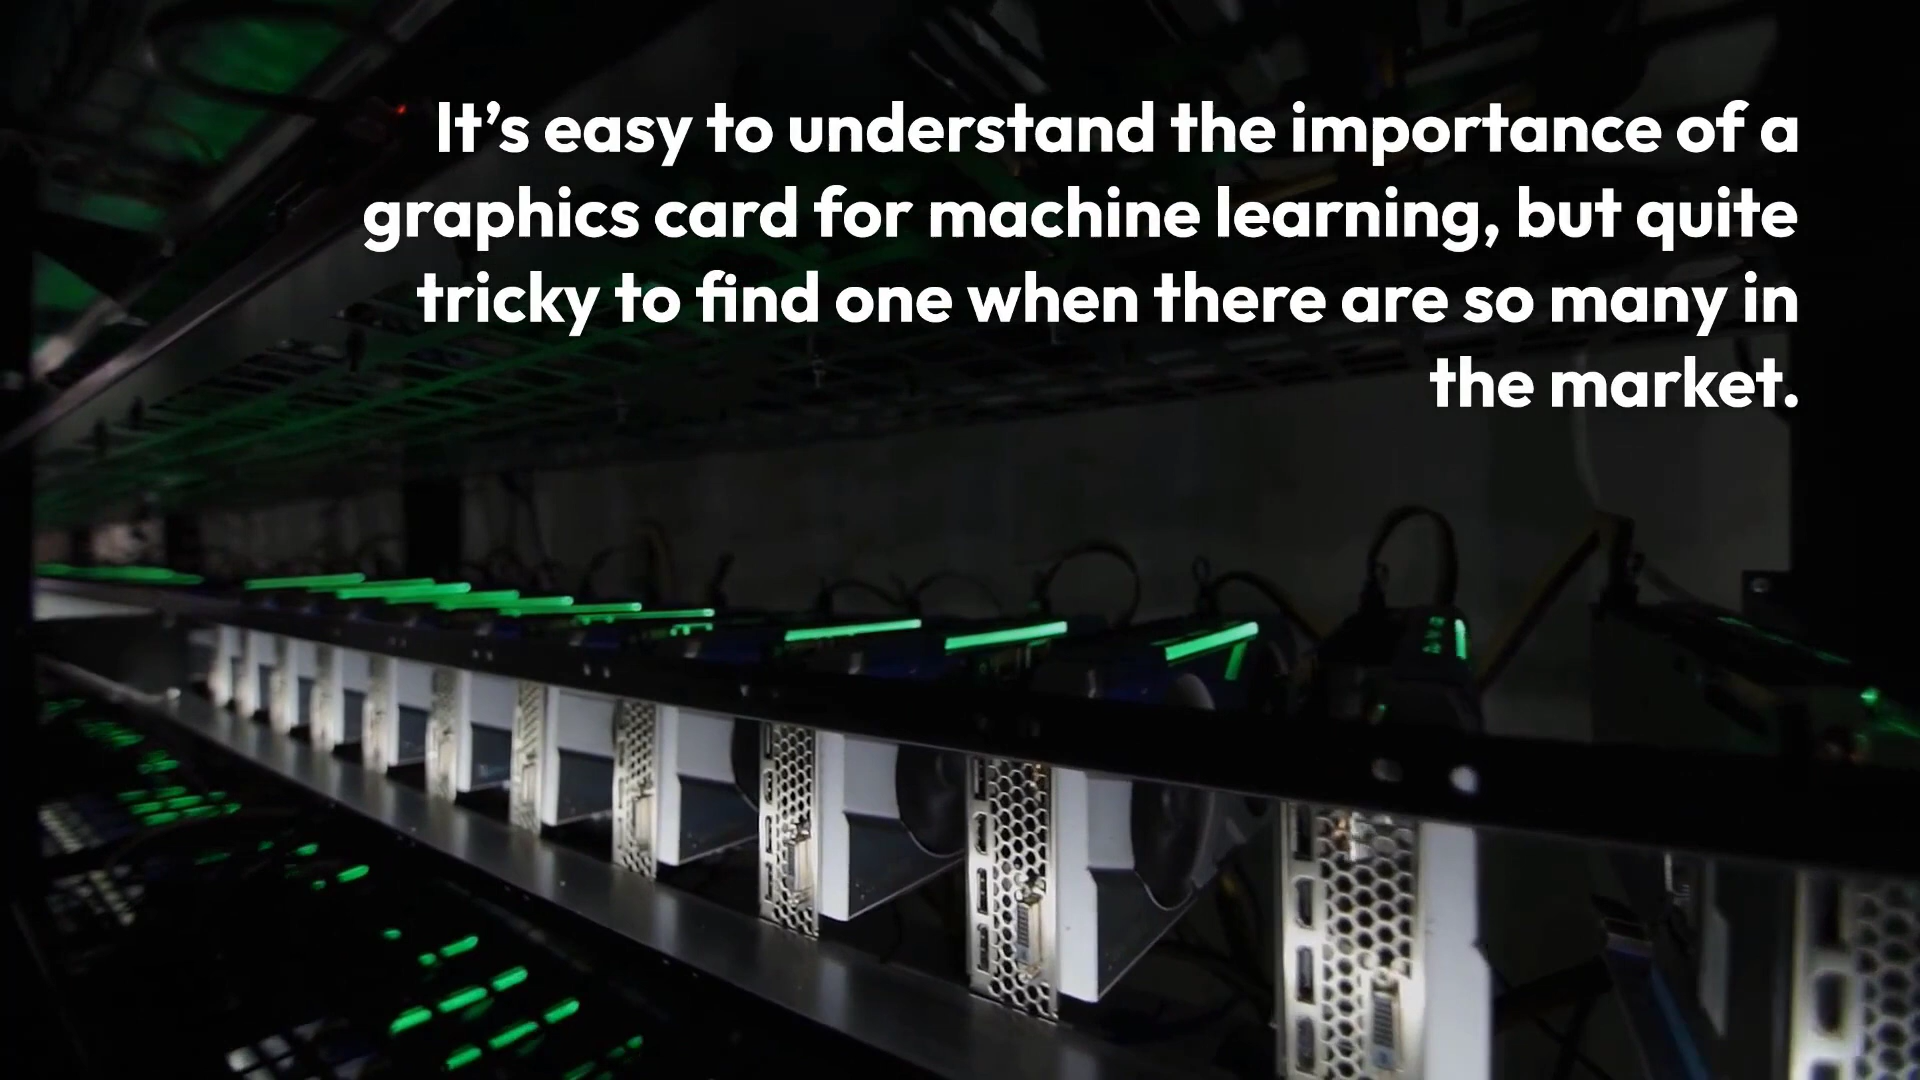 It’s easy to understand the importance of a
graphics card for machine learning, but quite
tricky to find one when there are so many in
the market.